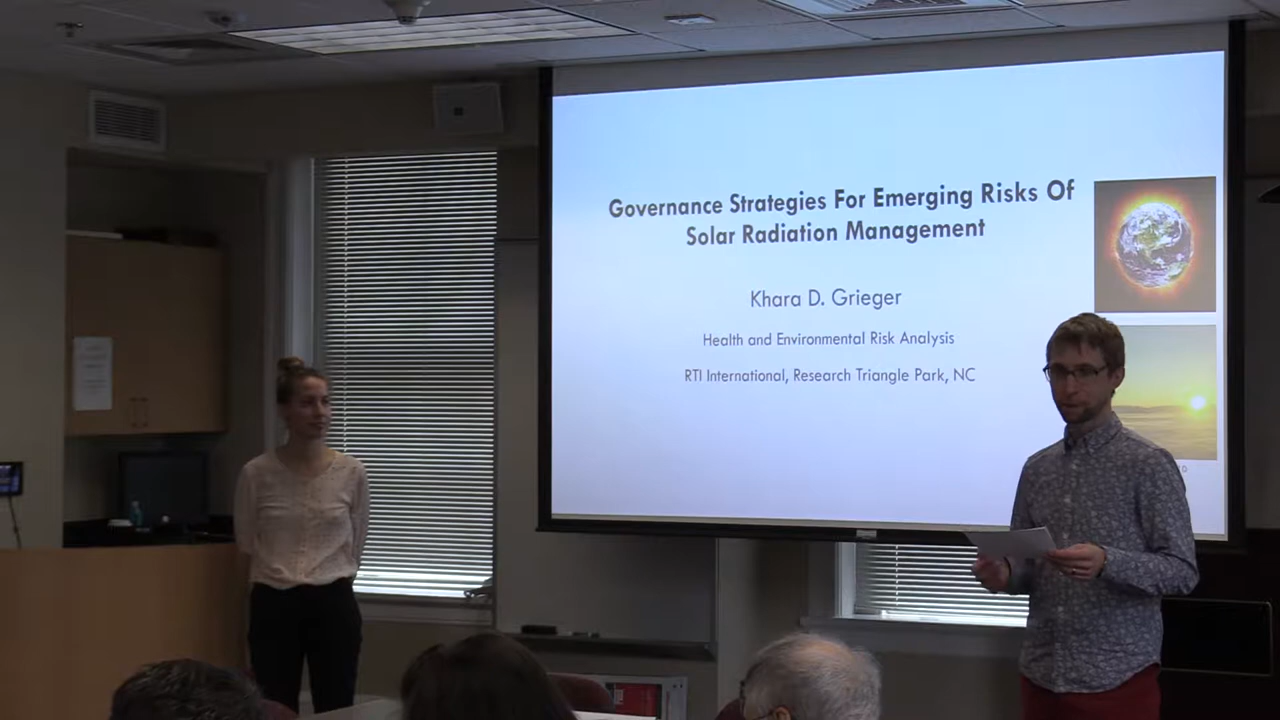 Governance Strategies For Emerging Risks Of
Solar Radiation Management
Khara D. Grieger
Health and Environmental Risk Analysis
RTI International, Research Triangle Park, NC